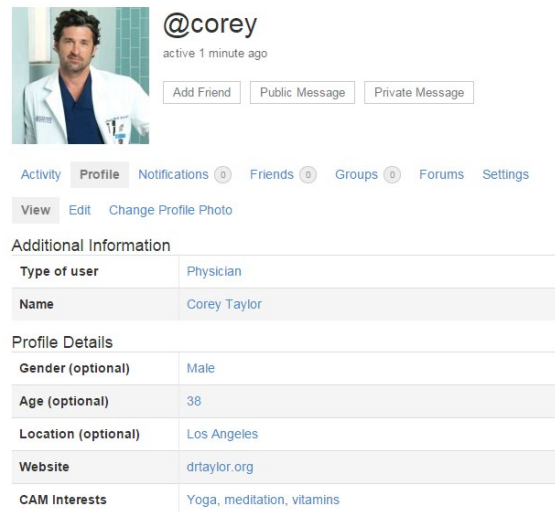 @corey
active 1 minute ago
Add Friend Public Message Private Message
Activity Profile Notifications 0 Friends 0 Groups 0 Forums Settings
View Edit Change Profile Photo
Additional Information
Type of user Physician
Name Corey Taylor
Profile Details
Gender (optional) Male
Age (optional) 38
Location (optional) Los Angeles
Website drtaylor.org
CAM Interests Yoga, meditation, vitamins